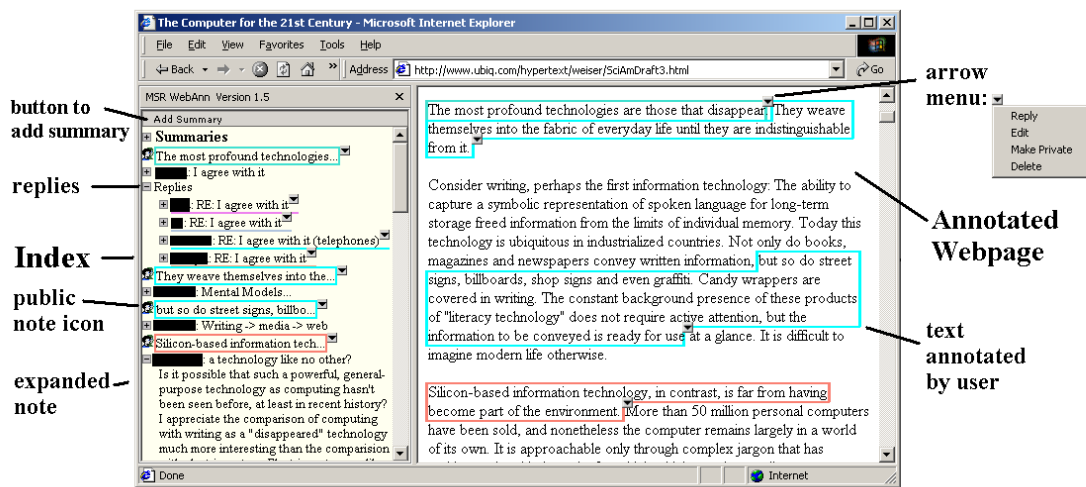 The Computer for the 21st Century - Microsoft Internet Explorer
File Edit View Favorites Tools Help
Back » Address http://www.ubiq.com/hypertext/weiser/SciAmDraft3.html Go
MSR WebAnn Version 1.5 X
Add Summary
Summaries
The most profound technologies...
: I agree with it
Replies
: RE: I agree with it
: RE: I agree with it
: RE: I agree with it (telephones)
: RE: I agree with it
They weave themselves into the...
: Mental Models...
but so do street signs, billbo...
: Writing -> media -> web
Silicon-based information tech...
: a technology like no other?
Is it possible that such a powerful, general-
purpose technology as computing hasn't
been seen before, at least in recent history?
I appreciate the comparison of computing
with writing as a "disappeared" technology
much more interesting than the comparision
The most profound technologies are those that disappear. They weave
themselves into the fabric of everyday life until they are indistinguishable
from it.
Consider writing, perhaps the first information technology: The ability to
capture a symbolic representation of spoken language for long-term
storage freed information from the limits of individual memory. Today this
technology is ubiquitous in industrialized countries. Not only do books,
magazines and newspapers convey written information, but so do street
signs, billboards, shop signs and even graffiti. Candy wrappers are
covered in writing. The constant background presence of these products
of "literacy technology" does not require active attention, but the
information to be conveyed is ready for use at a glance. It is difficult to
imagine modern life otherwise.
Silicon-based information technology, in contrast, is far from having
become part of the environment. More than 50 million personal computers
have been sold, and nonetheless the computer remains largely in a world
of its own. It is approachable only through complex jargon that has
Done
Internet
button to
add summary
replies
Index
public
note icon
expanded
note
arrow
menu:
Reply
Edit
Make Private
Delete
Annotated
Webpage
text
annotated
by user